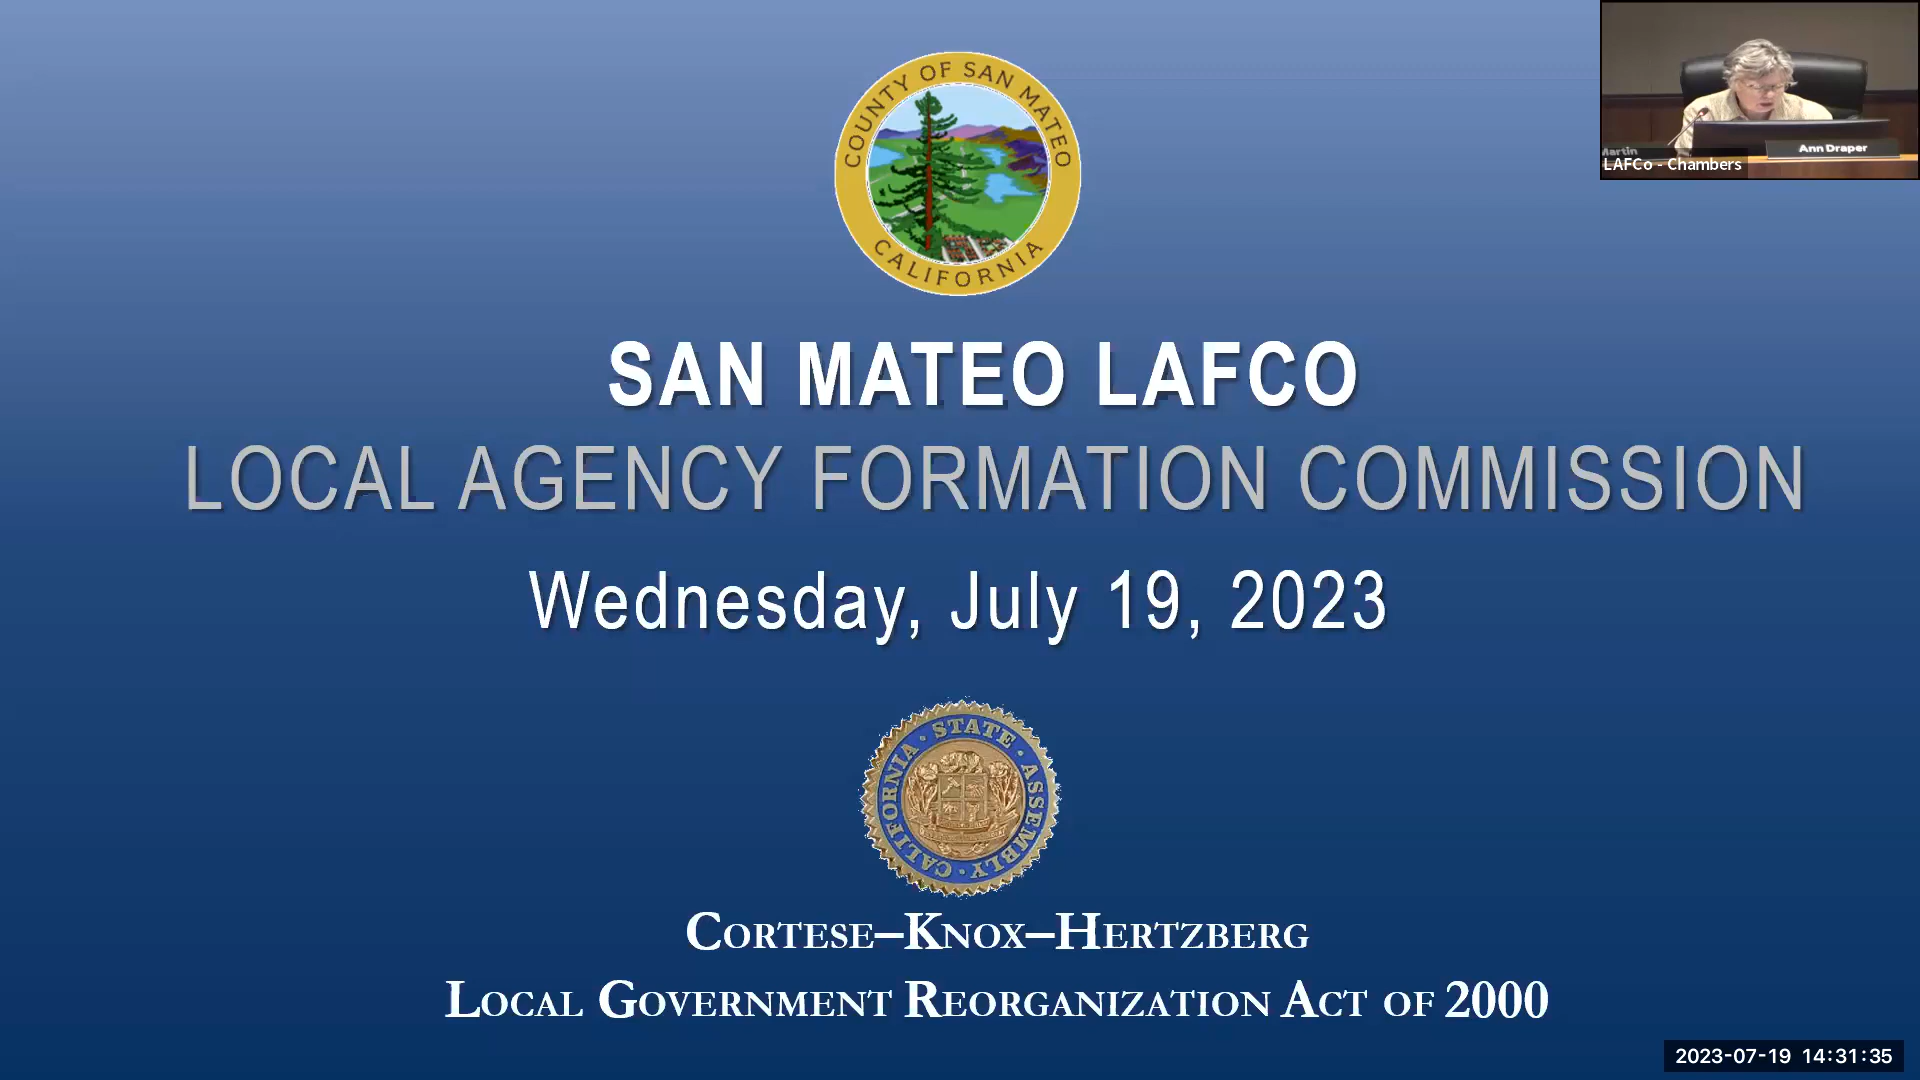 COUNTY OF SAN MATEO
CALIFORNIA
Martin
Ann Draper
LAFCo - Chambers
SAN MATEO LAFCO
LOCAL AGENCY FORMATION COMMISSION
Wednesday, July 19, 2023
CALIFORNIA · STATE · ASSEMBLY ·
CORTESE–KNOX–HERTZBERG
LOCAL GOVERNMENT REORGANIZATION ACT OF 2000
2023-07-19 14:31:35